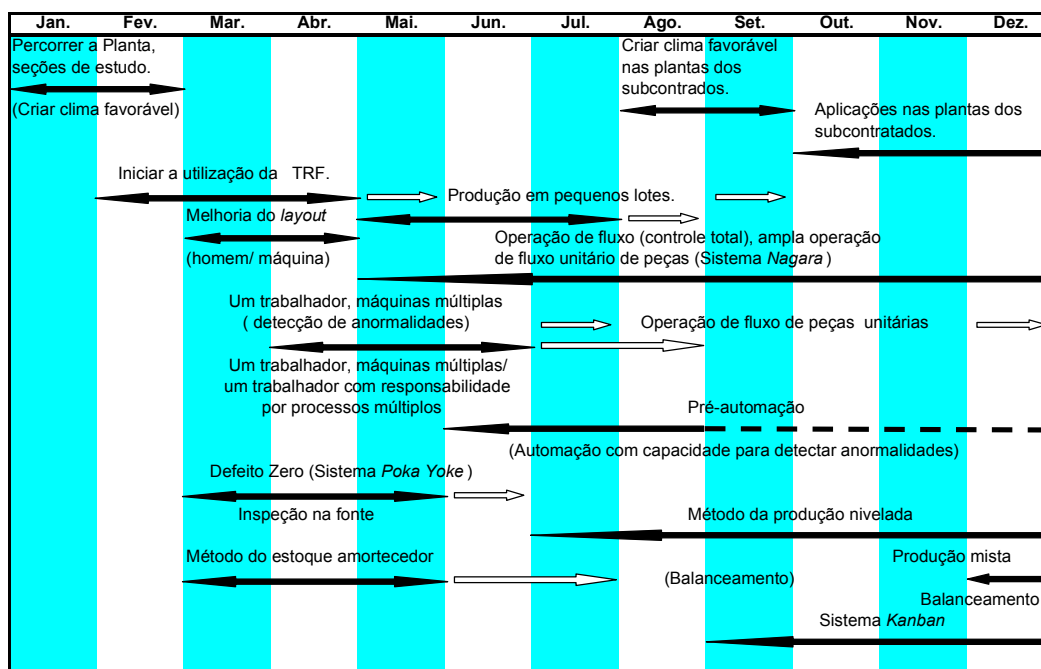 Jan. Fev. Mar. Abr. Mai. Jun. Jul. Ago. Set. Out. Nov. Dez.
Percorrer a Planta,
seções de estudo.
(Criar clima favorável)
Criar clima favorável
nas plantas dos
subcontrados.
Aplicações nas plantas dos
subcontratados.
Iniciar a utilização da TRF.
Produção em pequenos lotes.
Melhoria do layout
(homem/ máquina)
Operação de fluxo (controle total), ampla operação
de fluxo unitário de peças (Sistema Nagara)
Um trabalhador, máquinas múltiplas
( detecção de anormalidades)
Operação de fluxo de peças unitárias
Um trabalhador, máquinas múltiplas/
um trabalhador com responsabilidade
por processos múltiplos
Pré-automação
(Automação com capacidade para detectar anormalidades)
Defeito Zero (Sistema Poka Yoke)
Inspeção na fonte
Método da produção nivelada
Método do estoque amortecedor
(Balanceamento)
Produção mista
Balanceamento
Sistema Kanban